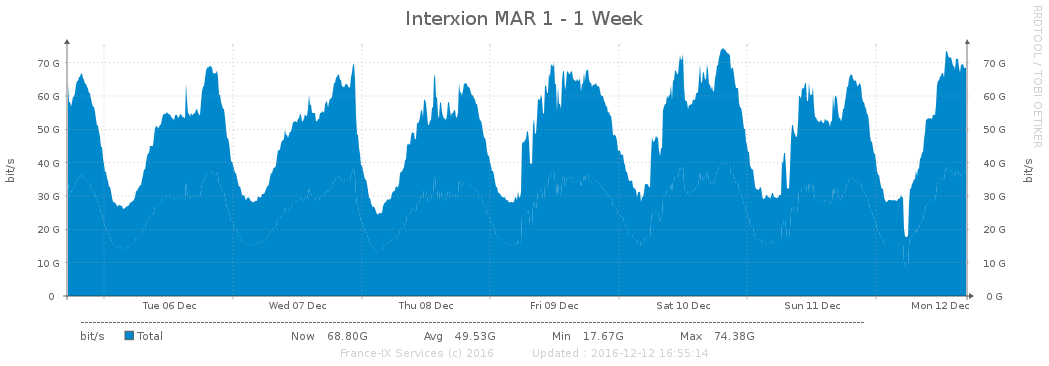 Interxion MAR 1 - 1 Week
RRDTOOL / TOBI OETIKER
70 G 70 G
60 G 60 G
50 G 50 G
40 G 40 G
30 G 30 G
20 G 20 G
10 G 10 G
0 0 G
bit/s
bit/s
Tue 06 Dec Wed 07 Dec Thu 08 Dec Fri 09 Dec Sat 10 Dec Sun 11 Dec Mon 12 Dec
bit/s Total Now 68.80G Avg 49.53G Min 17.67G Max 74.38G
France-IX Services (c) 2016 Updated : 2016-12-12 16:55:14